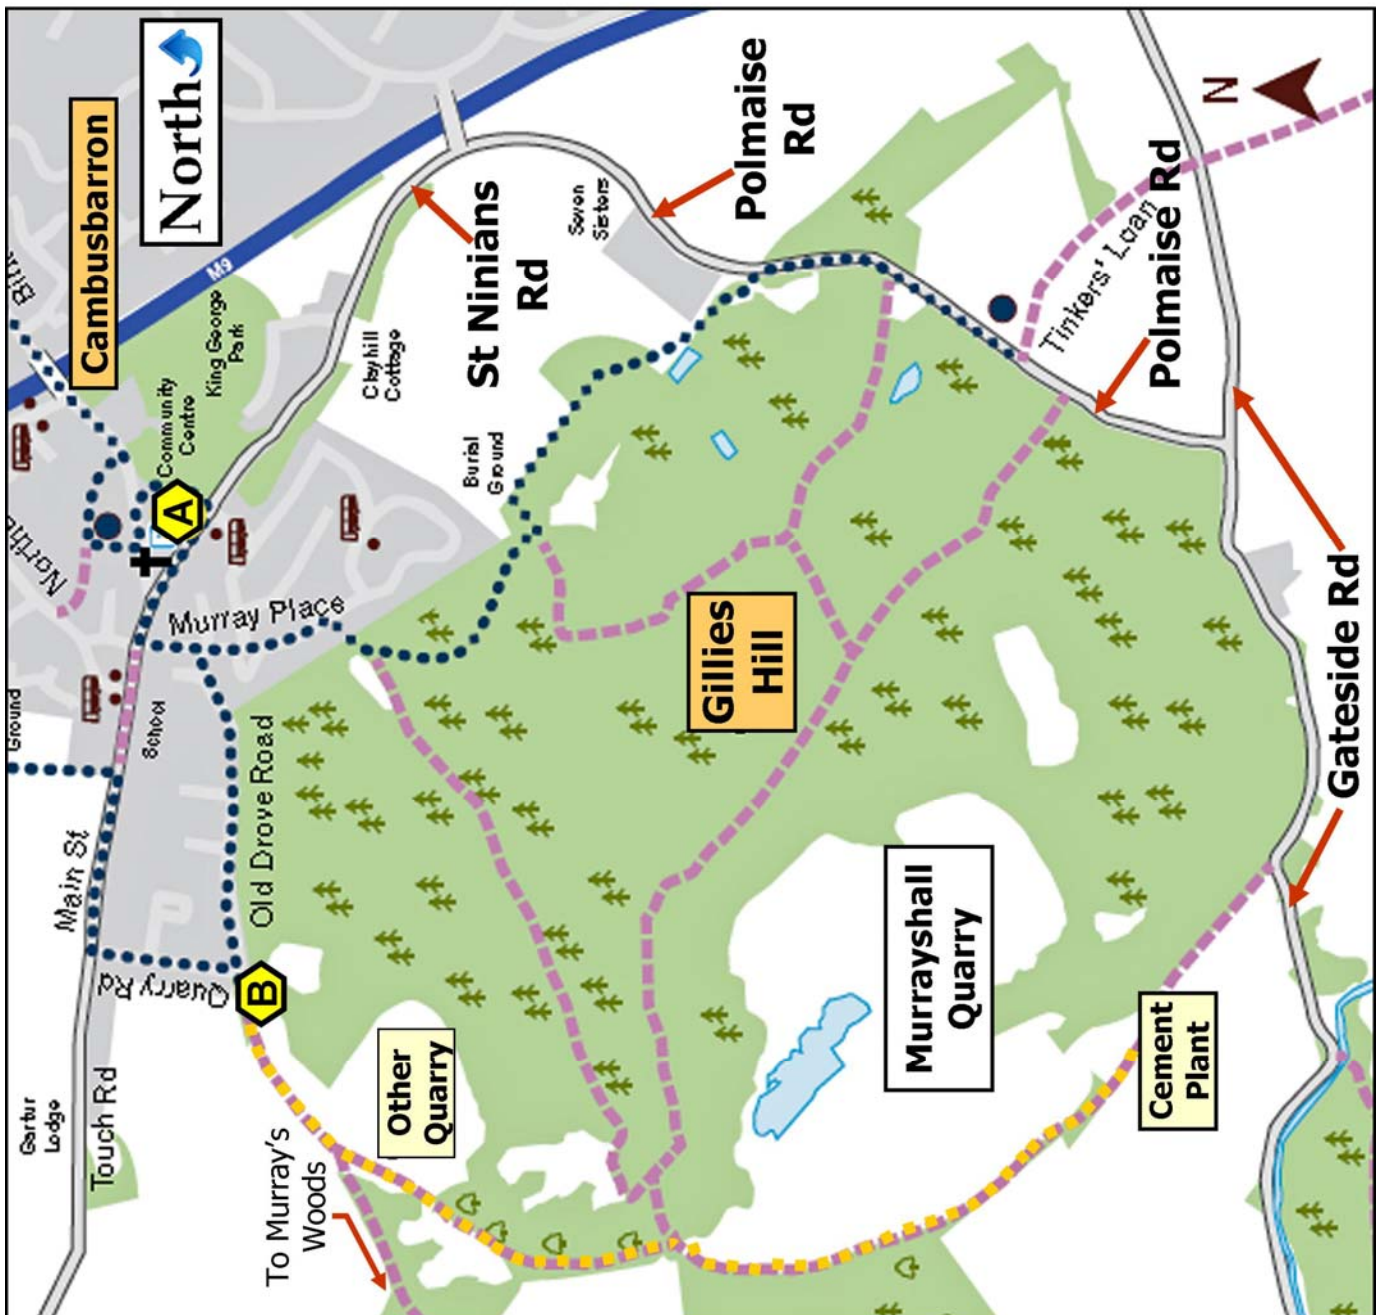 Cambusbarron
North
N
M9
Polmaise
Rd
St Ninians
Rd
Seven
Sisters
King George
Park
Community
Centre
Clayhill
Cottage
A
Burial
Ground
Tinkers' Loan
Polmaise Rd
Murray Place
Gillies
Hill
Gateside Rd
Ground
School
Main St
Old Drove Road
Quarry Rd
B
Other
Quarry
Murrayshall
Quarry
Cement
Plant
Gartur
Lodge
Touch Rd
To Murray's
Woods